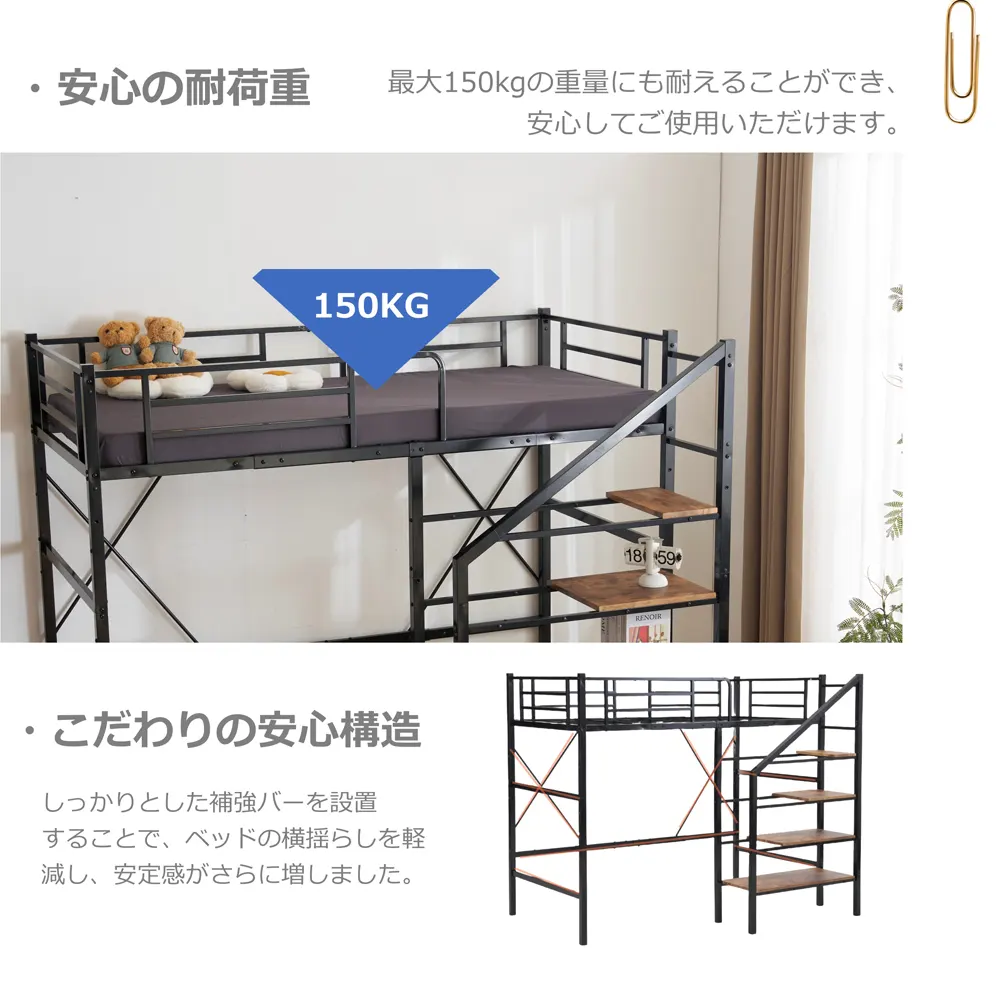 ・安心の耐荷重
最大150kgの重量にも耐えることができ、
安心してご使用いただけます。
150KG
18 59
RENOIR
・こだわりの安心構造
しっかりとした補強バーを設置
することで、ベッドの横揺らしを軽
減し、安定感がさらに増しました。